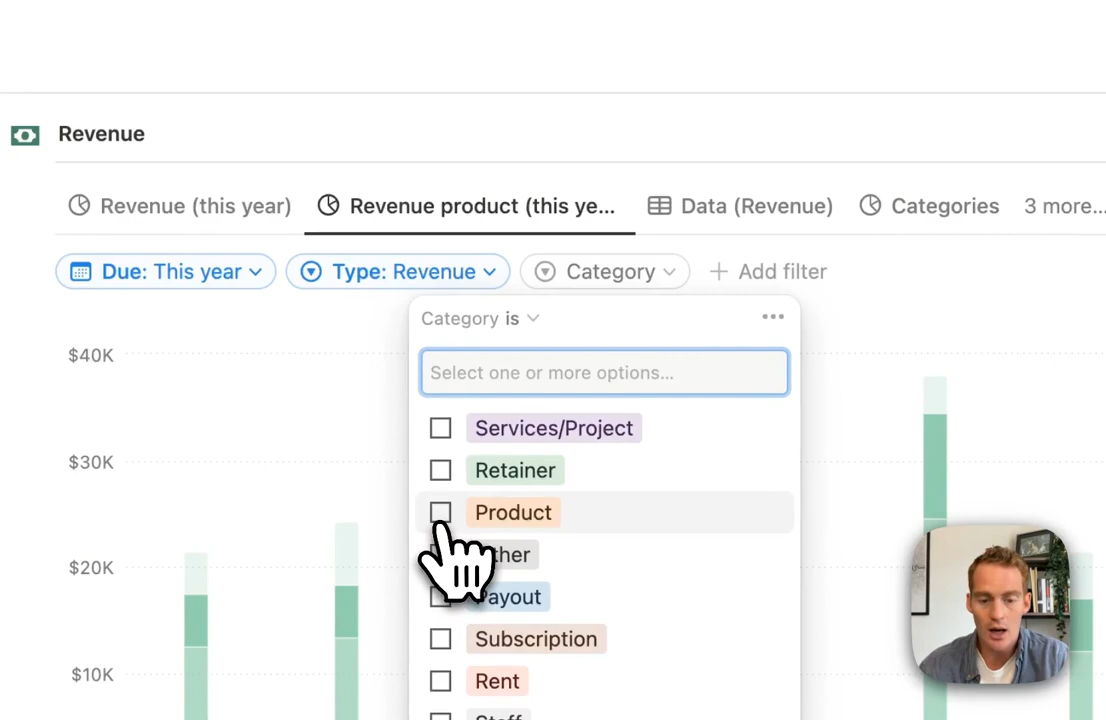 Revenue
Revenue (this year) Revenue product (this ye... Data (Revenue) Categories 3 more...
Due: This year Type: Revenue Category + Add filter
Category is
Select one or more options...
Services/Project
Retainer
Product
Payout
Subscription
Rent
Staff
$40K
$30K
$20K
$10K